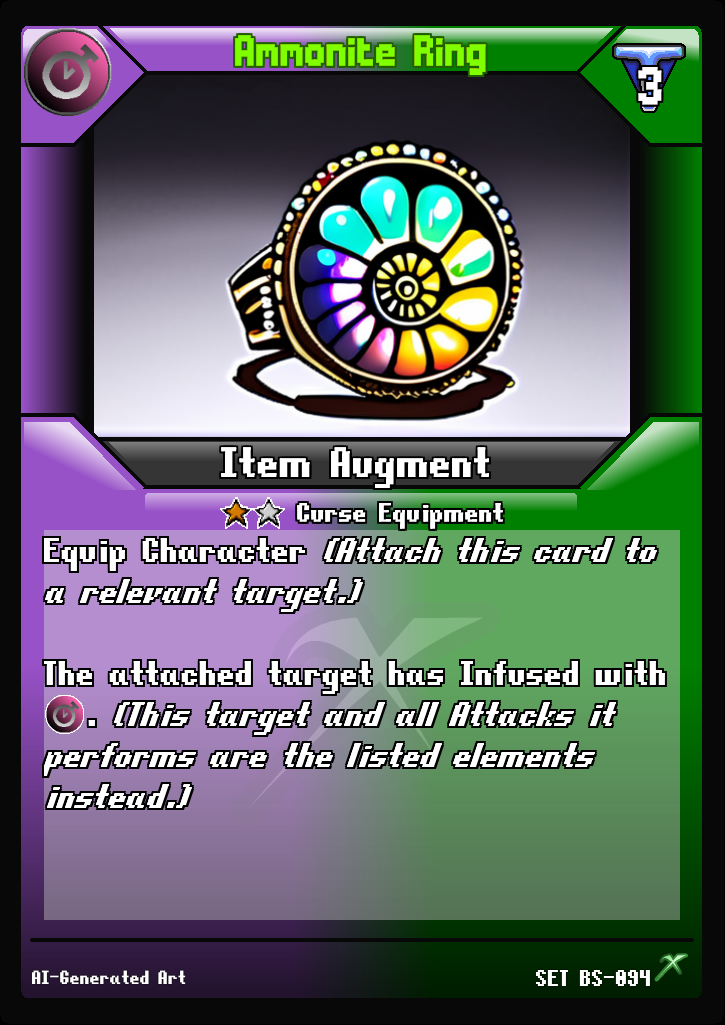 Ammonite Ring
3
Item Augment
Curse Equipment
Equip Character (Attach this card to
a relevant target.)
The attached target has Infused with
. (This target and all Attacks it
performs are the listed elements
instead.)
AI-Generated Art
SET BS-094